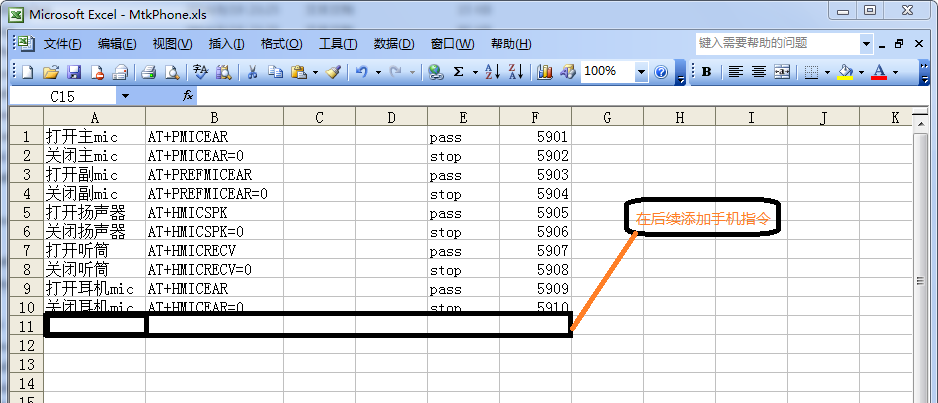 Microsoft Excel - MtkPhone.xls
文件(F) 编辑(E) 视图(V) 插入(I) 格式(O) 工具(T) 数据(D) 窗口(W) 帮助(H) 键入需要帮助的问题
100%
C15 fx
A B C D E F G H I J K
1 打开主mic AT+PMICEAR pass 5901
2 关闭主mic AT+PMICEAR=0 stop 5902
3 打开副mic AT+PREFMICEAR pass 5903
4 关闭副mic AT+PREFMICEAR=0 stop 5904
5 打开扬声器 AT+HMICSPK pass 5905
在后续添加手机指令
6 关闭扬声器 AT+HMICSPK=0 stop 5906
7 打开听筒 AT+HMICRECV pass 5907
8 关闭听筒 AT+HMICRECV=0 stop 5908
9 打开耳机mic AT+HMICEAR pass 5909
10 关闭耳机mic AT+HMICEAR=0 stop 5910
11
12
13
14
15